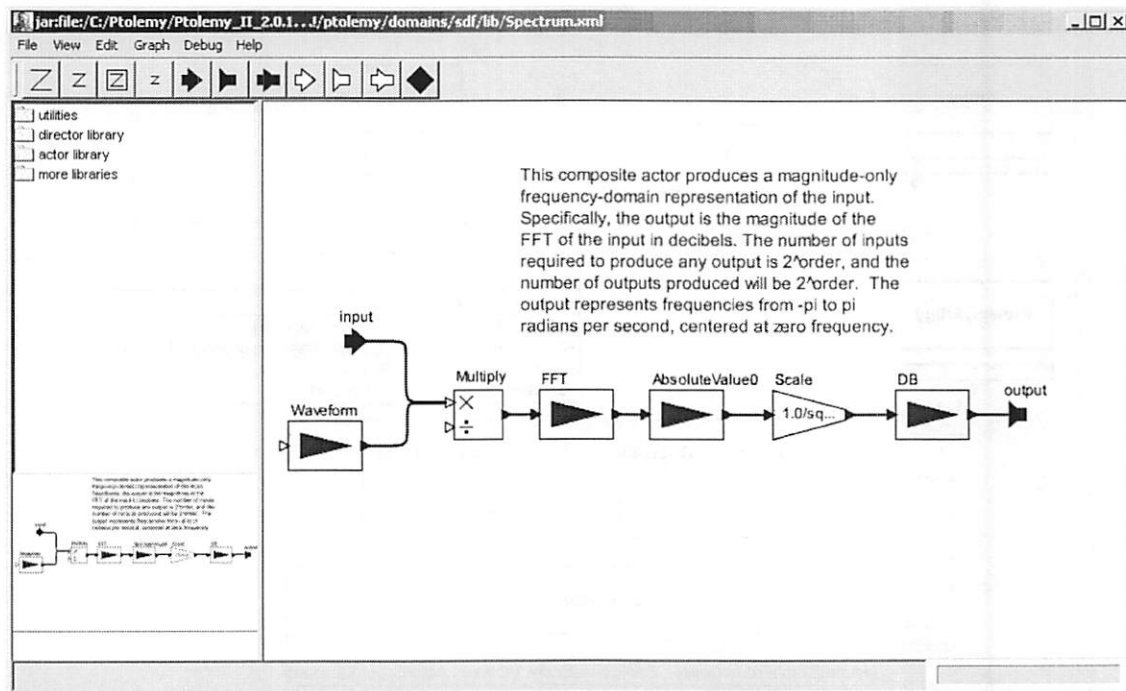 jar:file:/C:/Ptolemy/Ptolemy_II_2.0.1...J/ptolemy/domains/sdf/lib/Spectrum.xml
File View Edit Graph Debug Help
Z Z Z z
utilities
director library
actor library
more libraries
This composite actor produces a magnitude-only
frequency-domain representation of the input.
Specifically, the output is the magnitude of the
FFT of the input in decibels. The number of inputs
required to produce any output is 2^order, and the
number of outputs produced will be 2^order. The
output represents frequencies from -pi to pi
radians per second, centered at zero frequency.
input
Waveform
Multiply
×
÷
FFT
AbsoluteValue0
Scale
1.0/sq...
DB
output